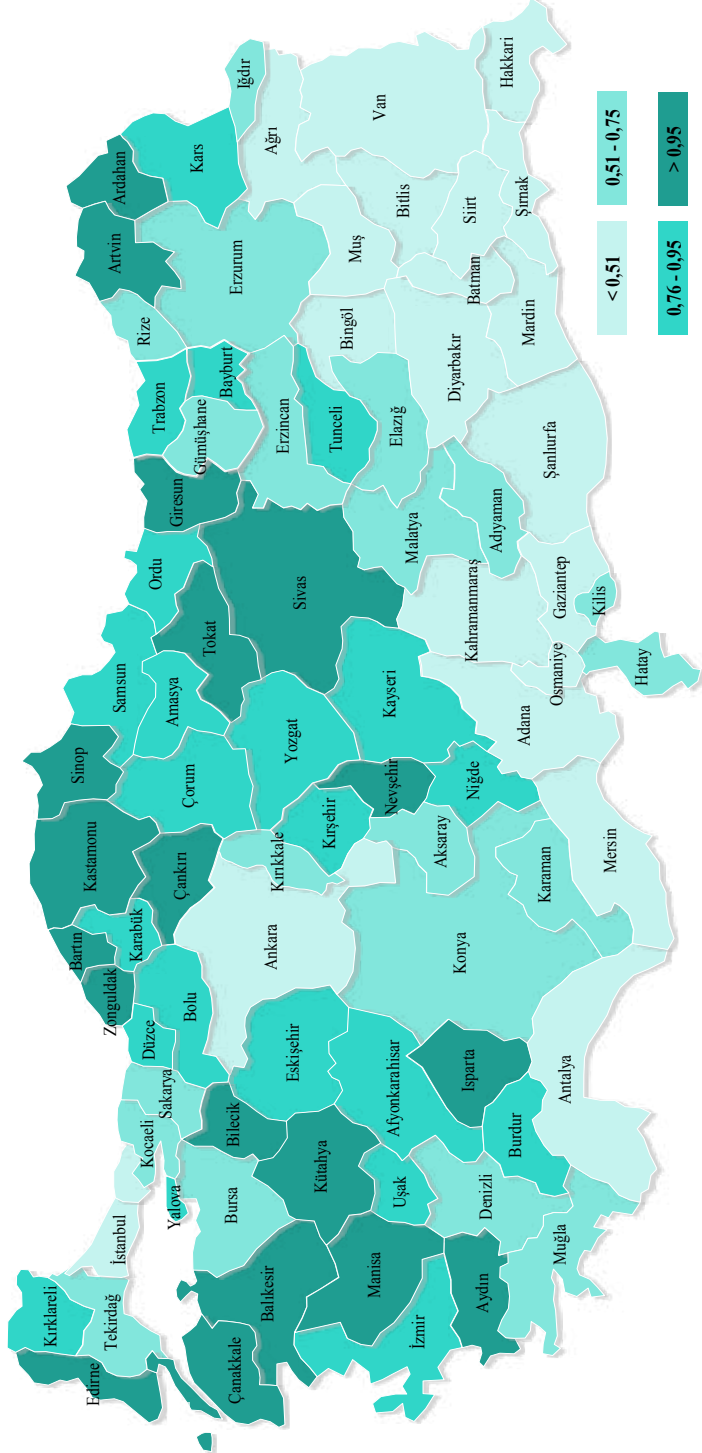 Edirne
Kırklareli
Tekirdağ
İstanbul
Çanakkale
Balıkesir
Yalova
Bursa
Kocaeli
Sakarya
Bilecik
Kütahya
Manisa
İzmir
Aydın
Uşak
Denizli
Muğla
Düzce
Bolu
Eskişehir
Afyonkarahisar
Isparta
Burdur
Antalya
Zonguldak
Bartın
Karabük
Kastamonu
Çankırı
Ankara
Konya
Sinop
Çorum
Kırıkkale
Kırşehir
Aksaray
Nevşehir
Niğde
Karaman
Mersin
Samsun
Amasya
Yozgat
Kayseri
Adana
Ordu
Tokat
Sivas
Kahramanmaraş
Osmaniye
Hatay
Gaziantep
Kilis
Giresun
Trabzon
Gümüşhane
Bayburt
Erzincan
Tunceli
Malatya
Elazığ
Adıyaman
Şanlıurfa
Rize
Artvin
Ardahan
Kars
Erzurum
Iğdır
Ağrı
Bingöl
Muş
Diyarbakır
Batman
Mardin
Bitlis
Siirt
Şırnak
Van
Hakkari
< 0,51
0,51 - 0,75
0,76 - 0,95
> 0,95